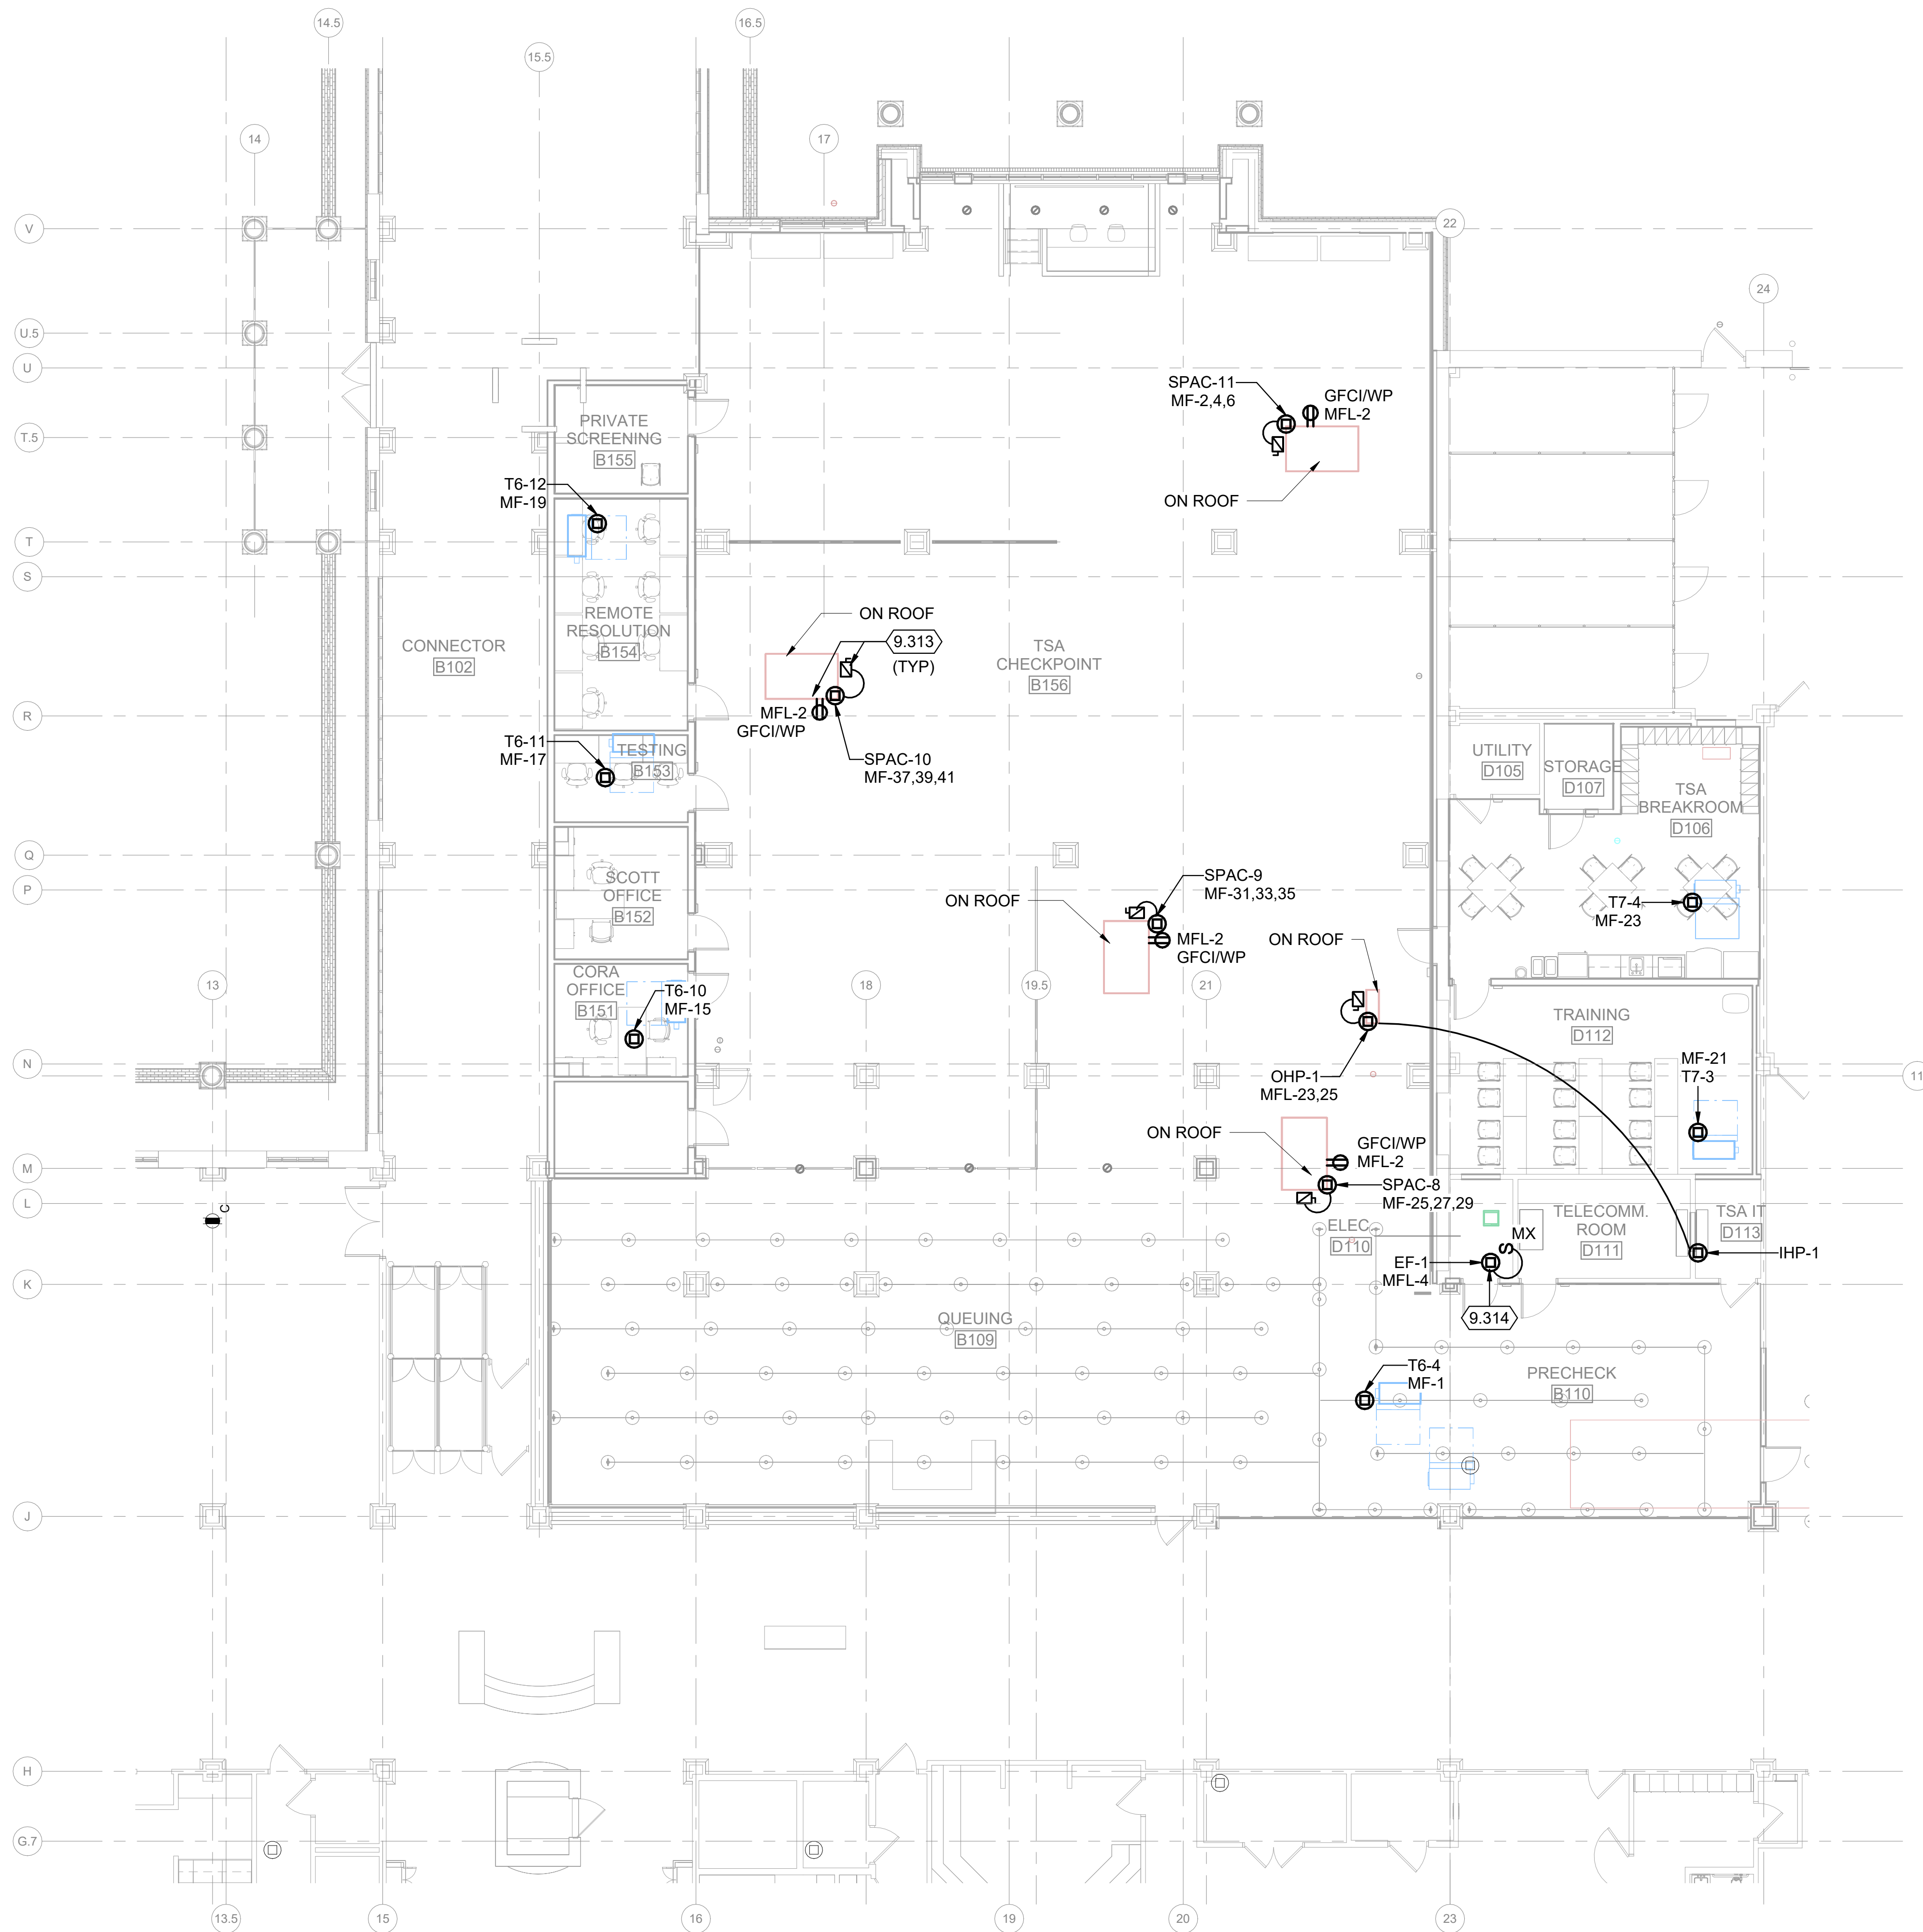 14.5
16.5
15.5
14
17
V
22
24
U.5
U
SPAC-11
MF-2,4,6
GFCI/WP
MFL-2
PRIVATE
SCREENING
B155
T.5
T6-12
MF-19
ON ROOF
T
S
REMOTE
RESOLUTION
B154
ON ROOF
9.313
(TYP)
CONNECTOR
B102
TSA
CHECKPOINT
B156
R
MFL-2
GFCI/WP
T6-11
MF-17
TESTING
B153
SPAC-10
MF-37,39,41
UTILITY
D105
STORAGE
D107
TSA
BREAKROOM
D106
Q
P
SCOTT
OFFICE
B152
SPAC-9
MF-31,33,35
ON ROOF
T7-4
MF-23
MFL-2
GFCI/WP
ON ROOF
CORA
OFFICE
B151
T6-10
MF-15
13
18
19.5
21
TRAINING
D112
N
MF-21
T7-3
11
OHP-1
MFL-23,25
ON ROOF
GFCI/WP
MFL-2
M
SPAC-8
MF-25,27,29
L
C
ELEC.
D110
MX
S
TELECOMM.
ROOM
D111
TSA IT
D113
IHP-1
EF-1
MFL-4
K
9.314
QUEUING
B109
T6-4
MF-1
PRECHECK
B110
J
H
G.7
13.5
15
16
19
20
23